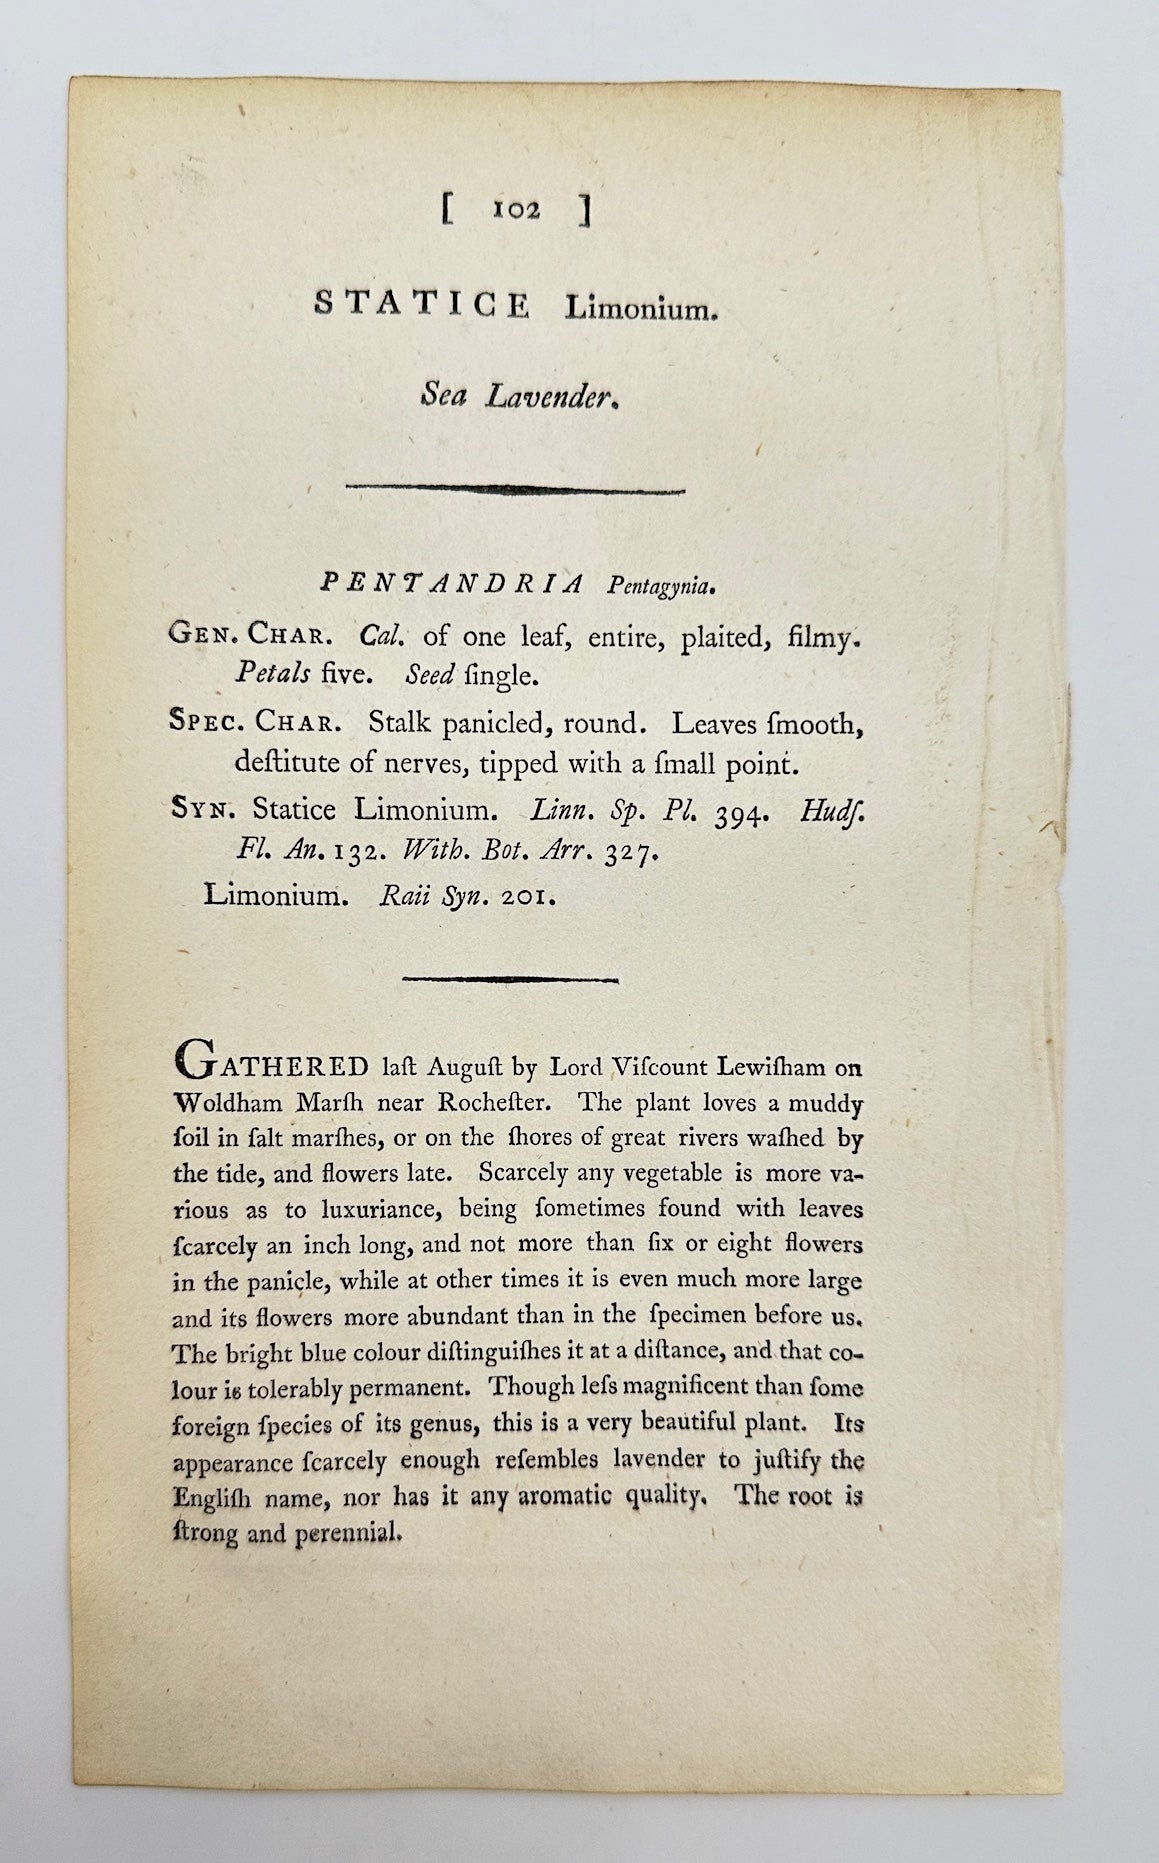 [ 102 ]
STATICE Limonium.
Sea Lavender.
PENTANDRIA Pentagynia.
GEN. CHAR. Cal. of one leaf, entire, plaited, filmy.
Petals five. Seed ſingle.
SPEC. CHAR. Stalk panicled, round. Leaves ſmooth,
deſtitute of nerves, tipped with a ſmall point.
SYN. Statice Limonium. Linn. Sp. Pl. 394. Hudſ.
Fl. An. 132. With. Bot. Arr. 327.
Limonium. Raii Syn. 201.
GATHERED laſt Auguſt by Lord Viſcount Lewiſham on
Woldham Marſh near Rocheſter. The plant loves a muddy
ſoil in ſalt marſhes, or on the ſhores of great rivers waſhed by
the tide, and flowers late. Scarcely any vegetable is more va-
rious as to luxuriance, being ſometimes found with leaves
ſcarcely an inch long, and not more than ſix or eight flowers
in the panicle, while at other times it is even much more large
and its flowers more abundant than in the ſpecimen before us.
The bright blue colour diſtinguiſhes it at a diſtance, and that co-
lour is tolerably permanent. Though leſs magnificent than ſome
foreign ſpecies of its genus, this is a very beautiful plant. Its
appearance ſcarcely enough reſembles lavender to juſtify the
Engliſh name, nor has it any aromatic quality. The root is
ſtrong and perennial.